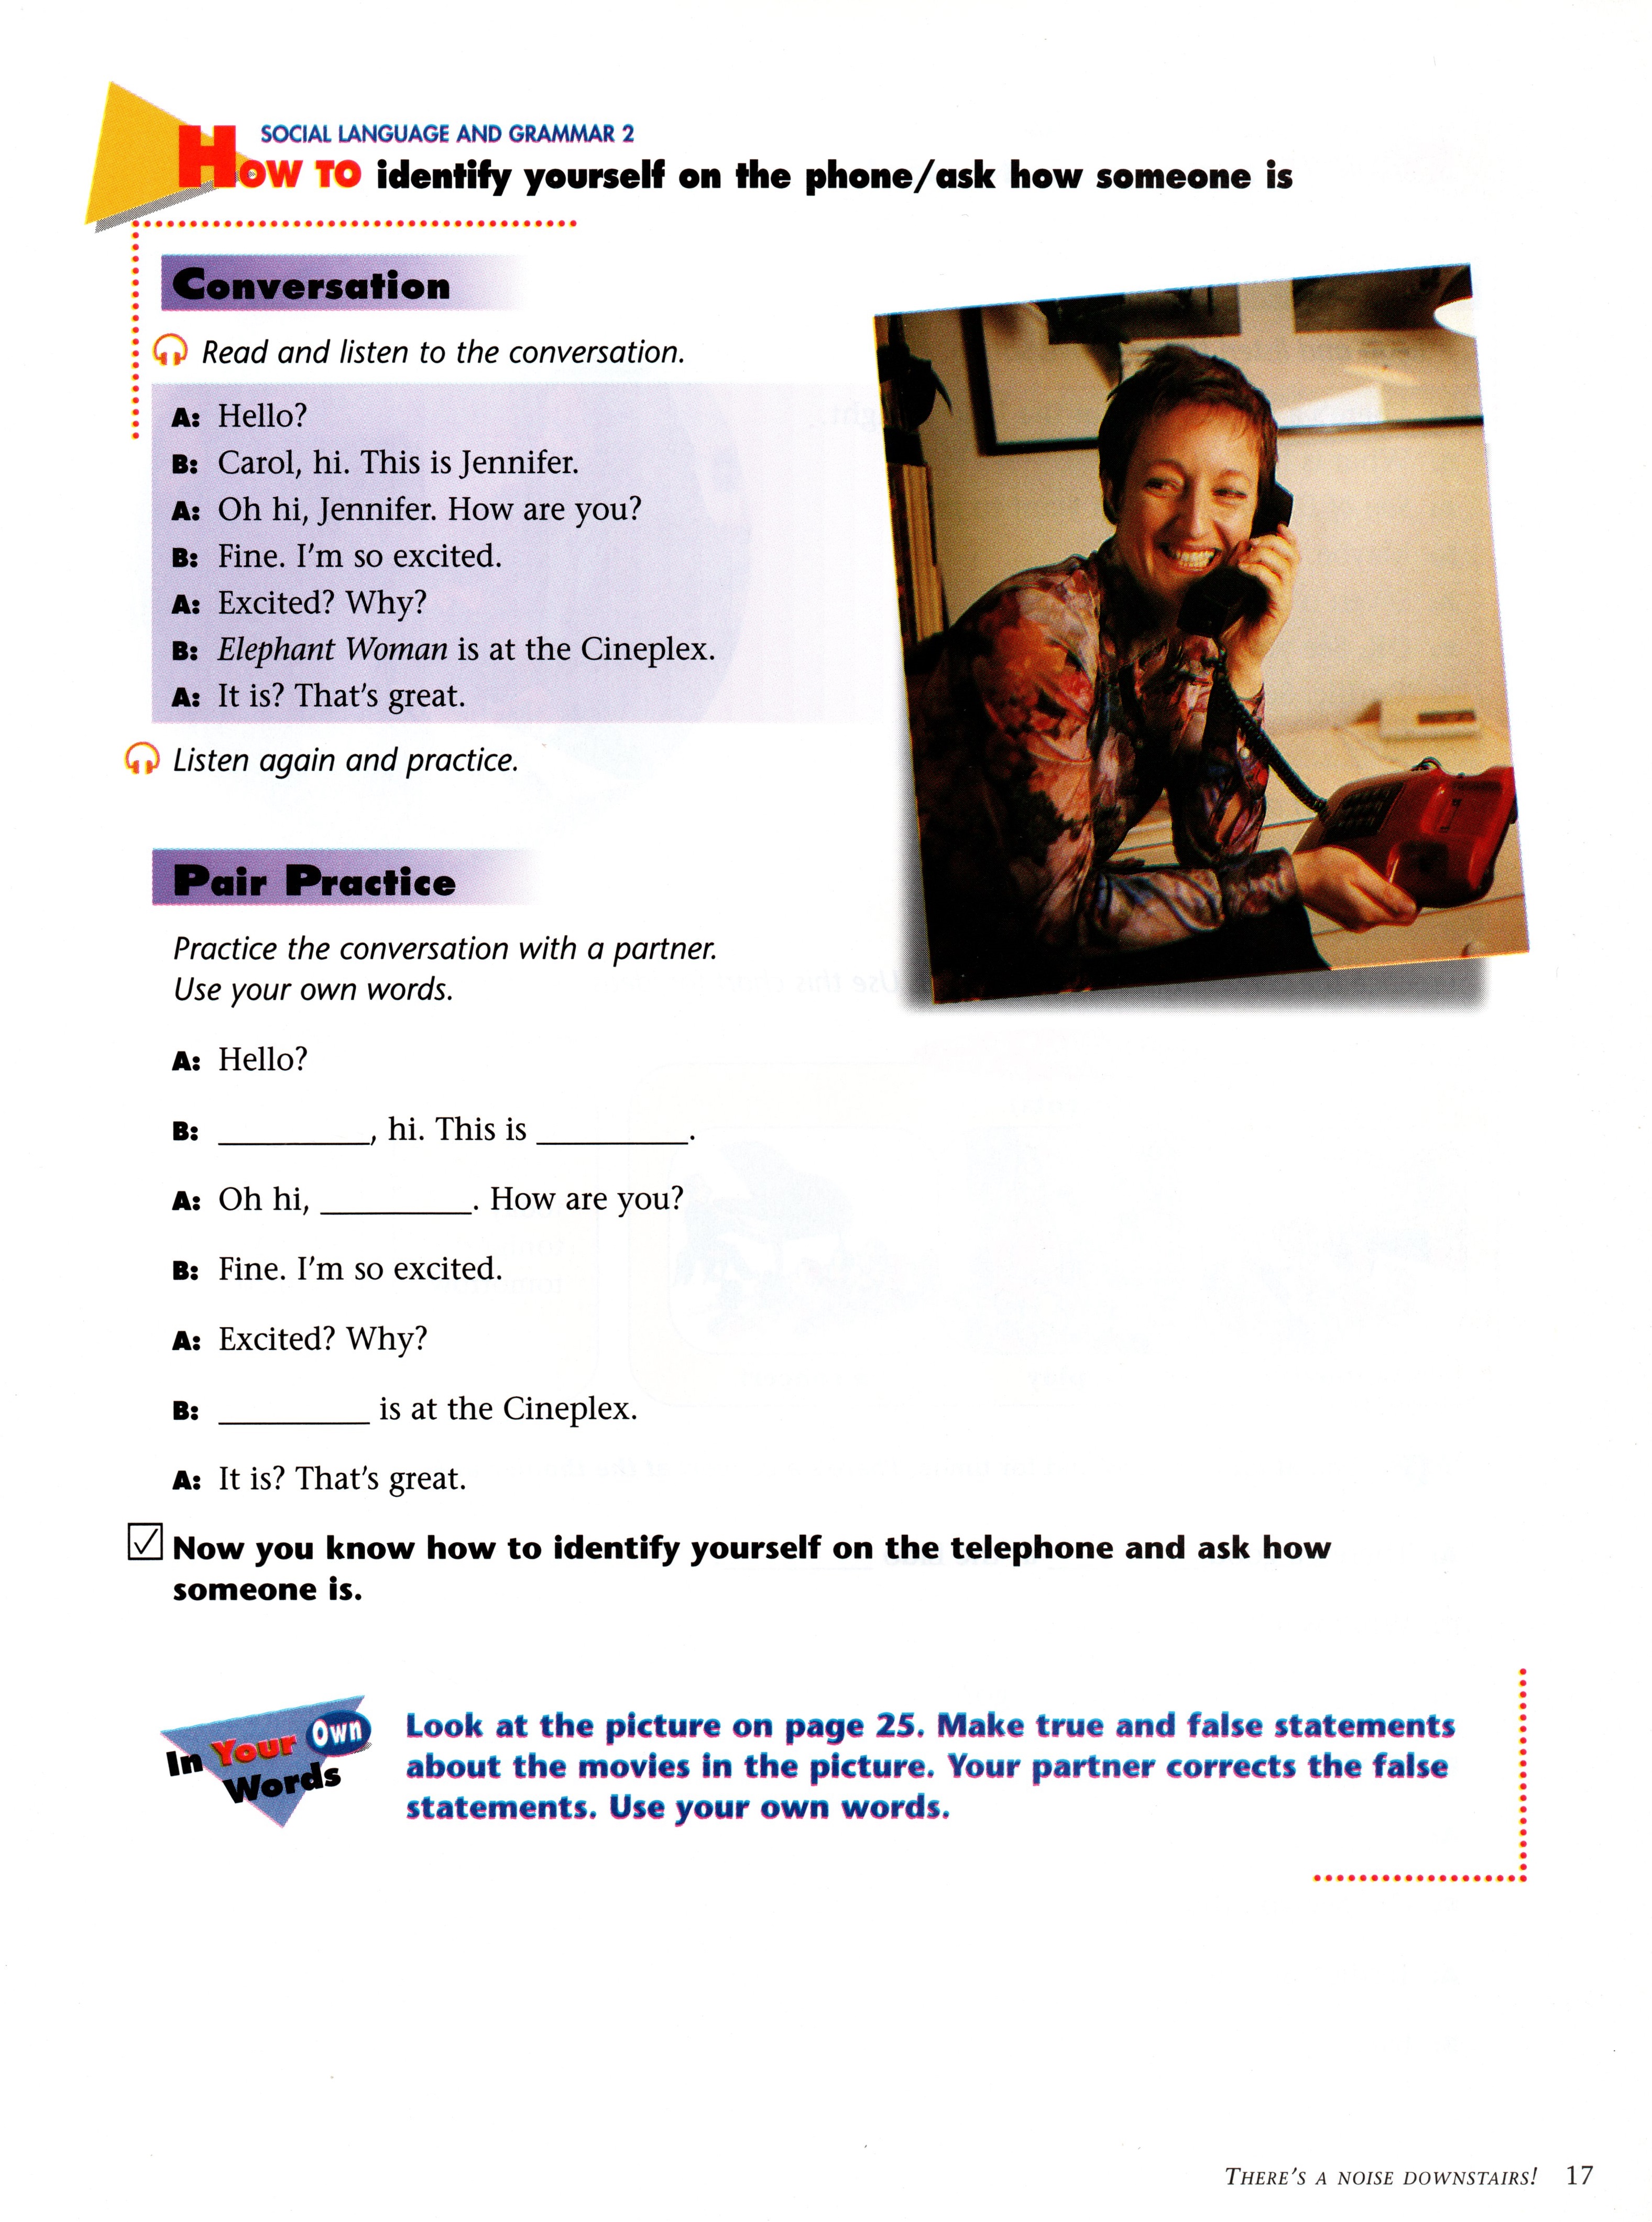 SOCIAL LANGUAGE AND GRAMMAR 2
HOW TO identify yourself on the phone/ask how someone is
Conversation
Read and listen to the conversation.
A: Hello?
B: Carol, hi. This is Jennifer.
A: Oh hi, Jennifer. How are you?
B: Fine. I'm so excited.
A: Excited? Why?
B: Elephant Woman is at the Cineplex.
A: It is? That's great.
Listen again and practice.
Pair Practice
Practice the conversation with a partner.
Use your own words.
A: Hello?
B: __________, hi. This is __________.
A: Oh hi, __________. How are you?
B: Fine. I'm so excited.
A: Excited? Why?
B: __________ is at the Cineplex.
A: It is? That's great.
Now you know how to identify yourself on the telephone and ask how
someone is.
In Your Own
Words
Look at the picture on page 25. Make true and false statements
about the movies in the picture. Your partner corrects the false
statements. Use your own words.
THERE'S A NOISE DOWNSTAIRS! 17